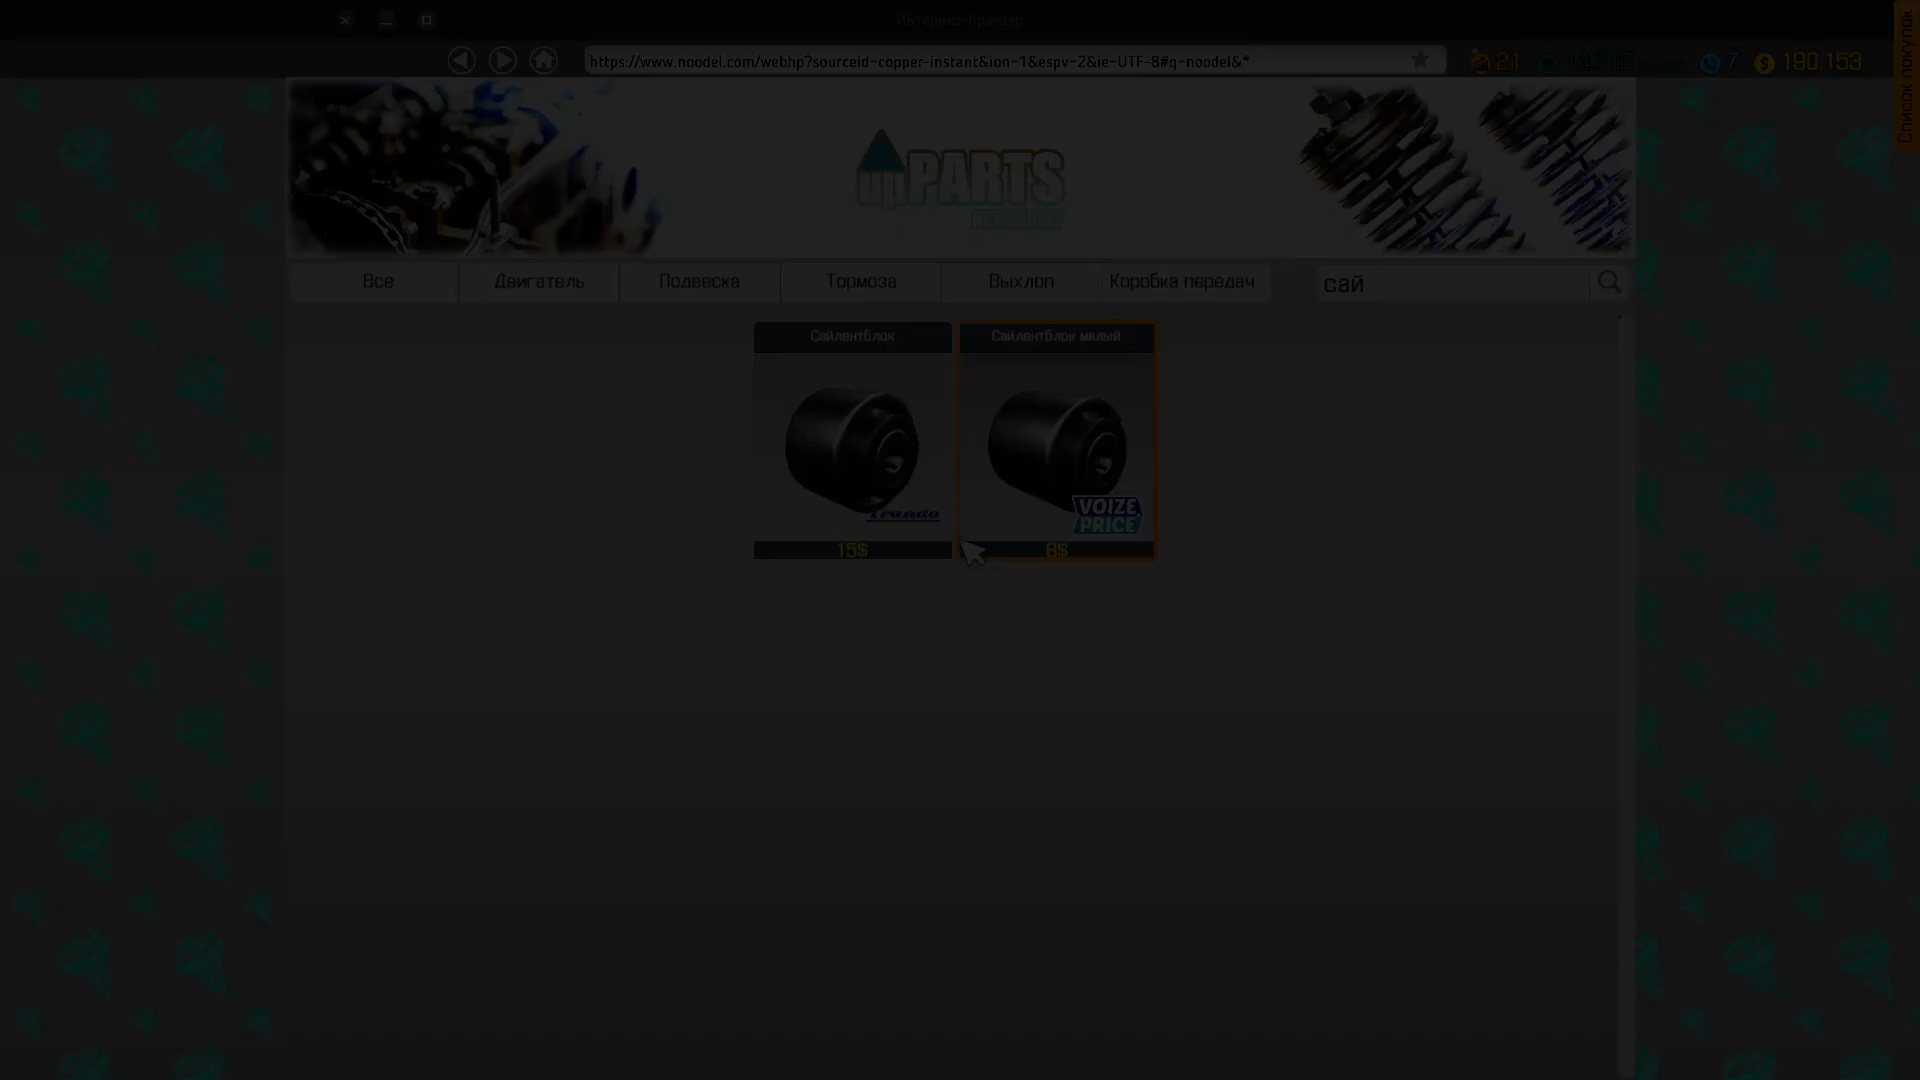 Интернет-браузер
https://www.noodel.com/webhp?sourceid-copper-instant&ion-1&espv-2&ie-UTF-8#q-noodel&*
21
7
190,153
Список покупок
upPARTS
Все
Двигатель
Подвеска
Тормоза
Выхлоп
Коробка передач
сай
Сайлентблок
Сайлентблок малый
Trando
VOIZE
PRICE
15$
8$